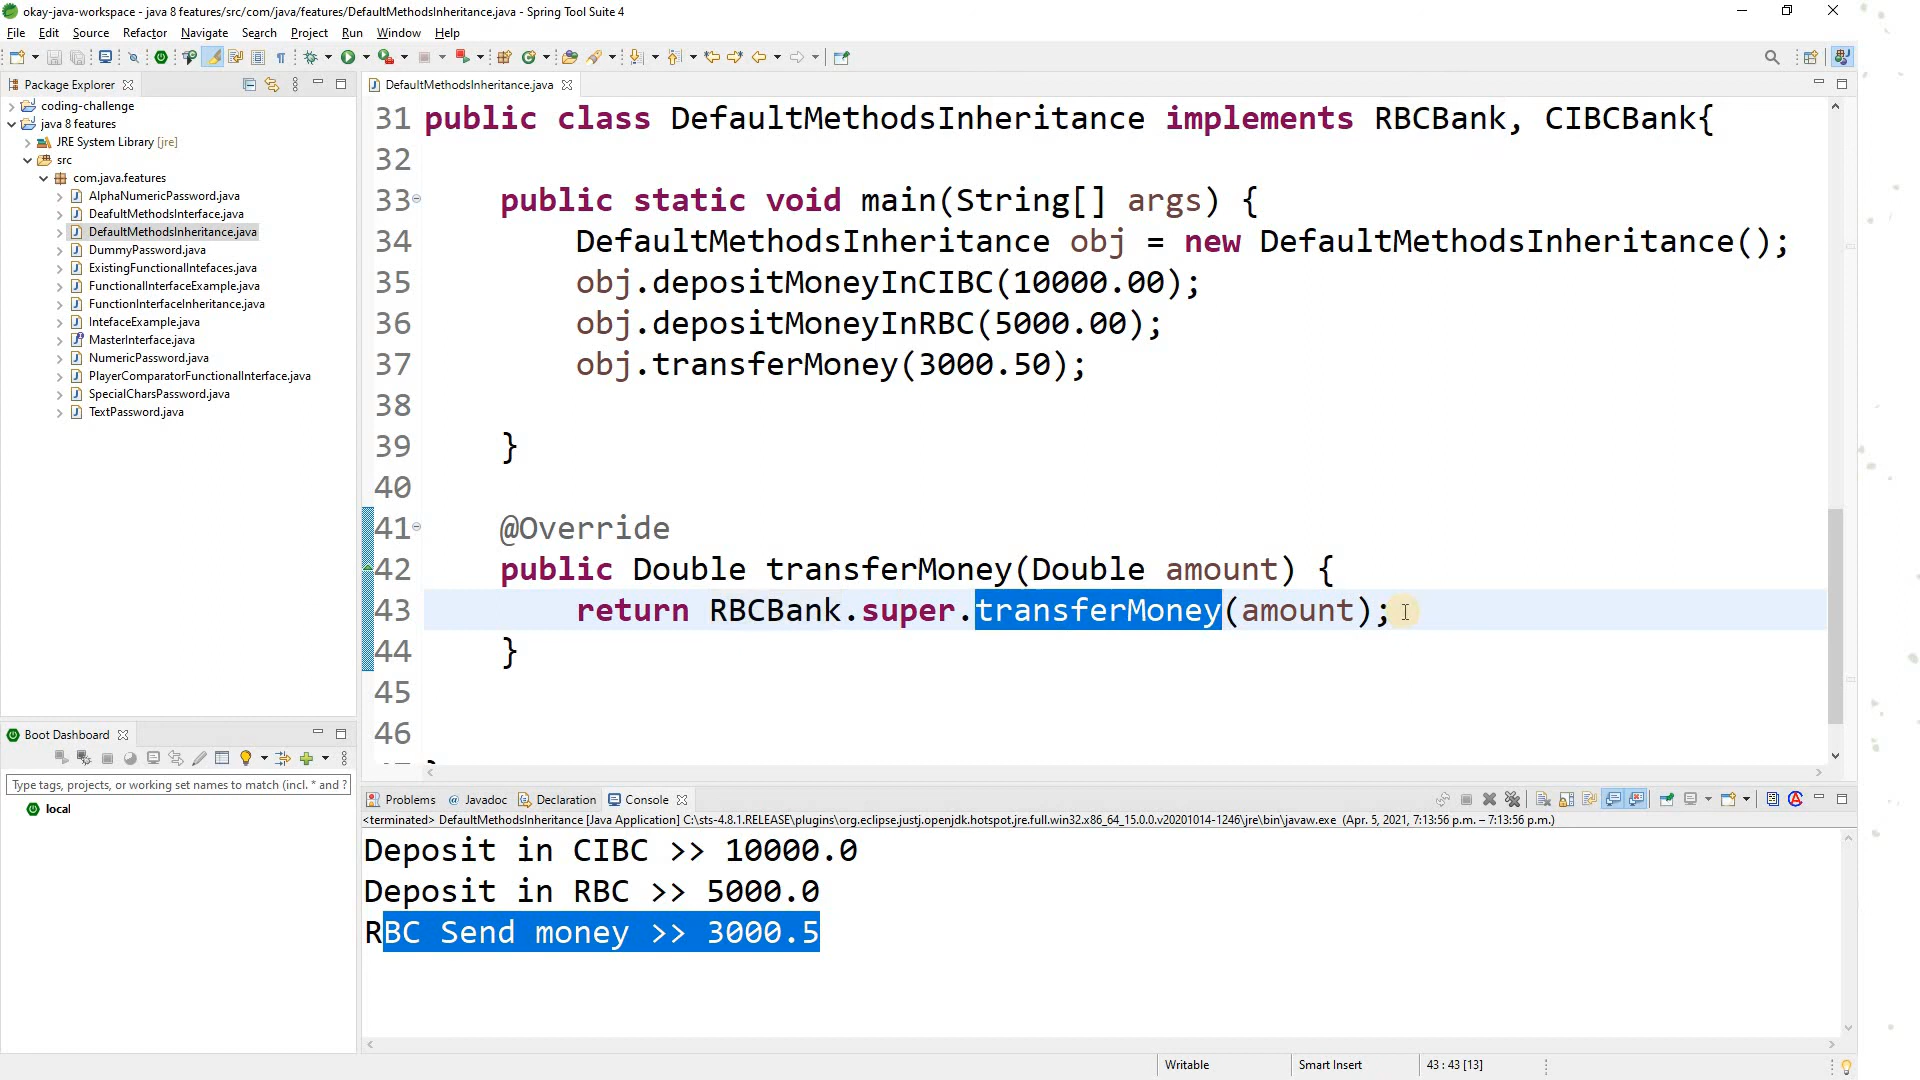 okay-java-workspace - java 8 features/src/com/java/features/DefaultMethodsInheritance.java - Spring Tool Suite 4
File Edit Source Refactor Navigate Search Project Run Window Help
Package Explorer
coding-challenge
java 8 features
JRE System Library [jre]
src
com.java.features
AlphaNumericPassword.java
DeafultMethodsInterface.java
DefaultMethodsInheritance.java
DummyPassword.java
ExistingFunctionalIntefaces.java
FunctionalInterfaceExample.java
FunctionInterfaceInheritance.java
IntefaceExample.java
MasterInterface.java
NumericPassword.java
PlayerComparatorFunctionalInterface.java
SpecialCharsPassword.java
TextPassword.java
Boot Dashboard
Type tags, projects, or working set names to match (incl. * and ?
local
DefaultMethodsInheritance.java
31 public class DefaultMethodsInheritance implements RBCBank, CIBCBank{
32
33 public static void main(String[] args) {
34 DefaultMethodsInheritance obj = new DefaultMethodsInheritance();
35 obj.depositMoneyInCIBC(10000.00);
36 obj.depositMoneyInRBC(5000.00);
37 obj.transferMoney(3000.50);
38
39 }
40
41 @Override
42 public Double transferMoney(Double amount) {
43 return RBCBank.super.transferMoney(amount);
44 }
45
46
Problems @ Javadoc Declaration Console
<terminated> DefaultMethodsInheritance [Java Application] C:\sts-4.8.1.RELEASE\plugins\org.eclipse.justj.openjdk.hotspot.jre.full.win32.x86_64_15.0.0.v20201014-1246\jre\bin\javaw.exe (Apr. 5, 2021, 7:13:56 p.m. – 7:13:56 p.m.)
Deposit in CIBC >> 10000.0
Deposit in RBC >> 5000.0
RBC Send money >> 3000.5
Writable Smart Insert 43 : 43 [13]